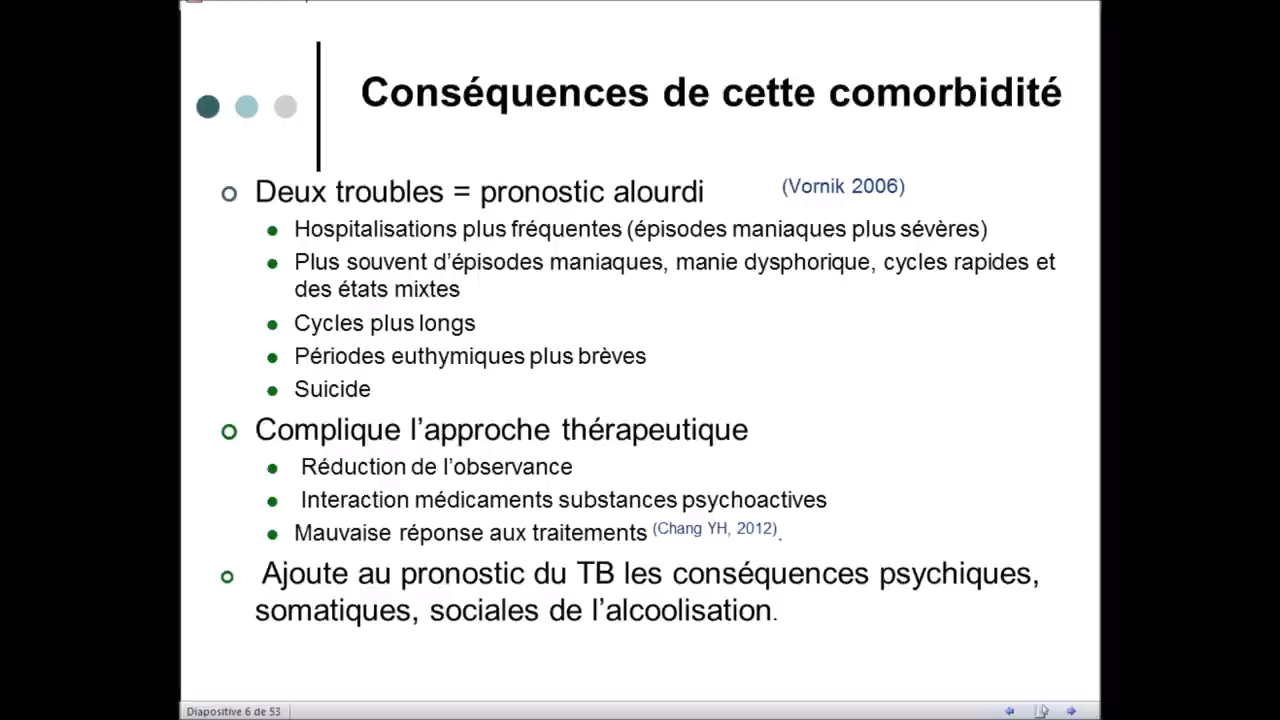 Conséquences de cette comorbidité
Deux troubles = pronostic alourdi (Vornik 2006)
Hospitalisations plus fréquentes (épisodes maniaques plus sévères)
Plus souvent d’épisodes maniaques, manie dysphorique, cycles rapides et
des états mixtes
Cycles plus longs
Périodes euthymiques plus brèves
Suicide
Complique l’approche thérapeutique
Réduction de l’observance
Interaction médicaments substances psychoactives
Mauvaise réponse aux traitements (Chang YH, 2012).
Ajoute au pronostic du TB les conséquences psychiques,
somatiques, sociales de l’alcoolisation.
Diapositive 6 de 53